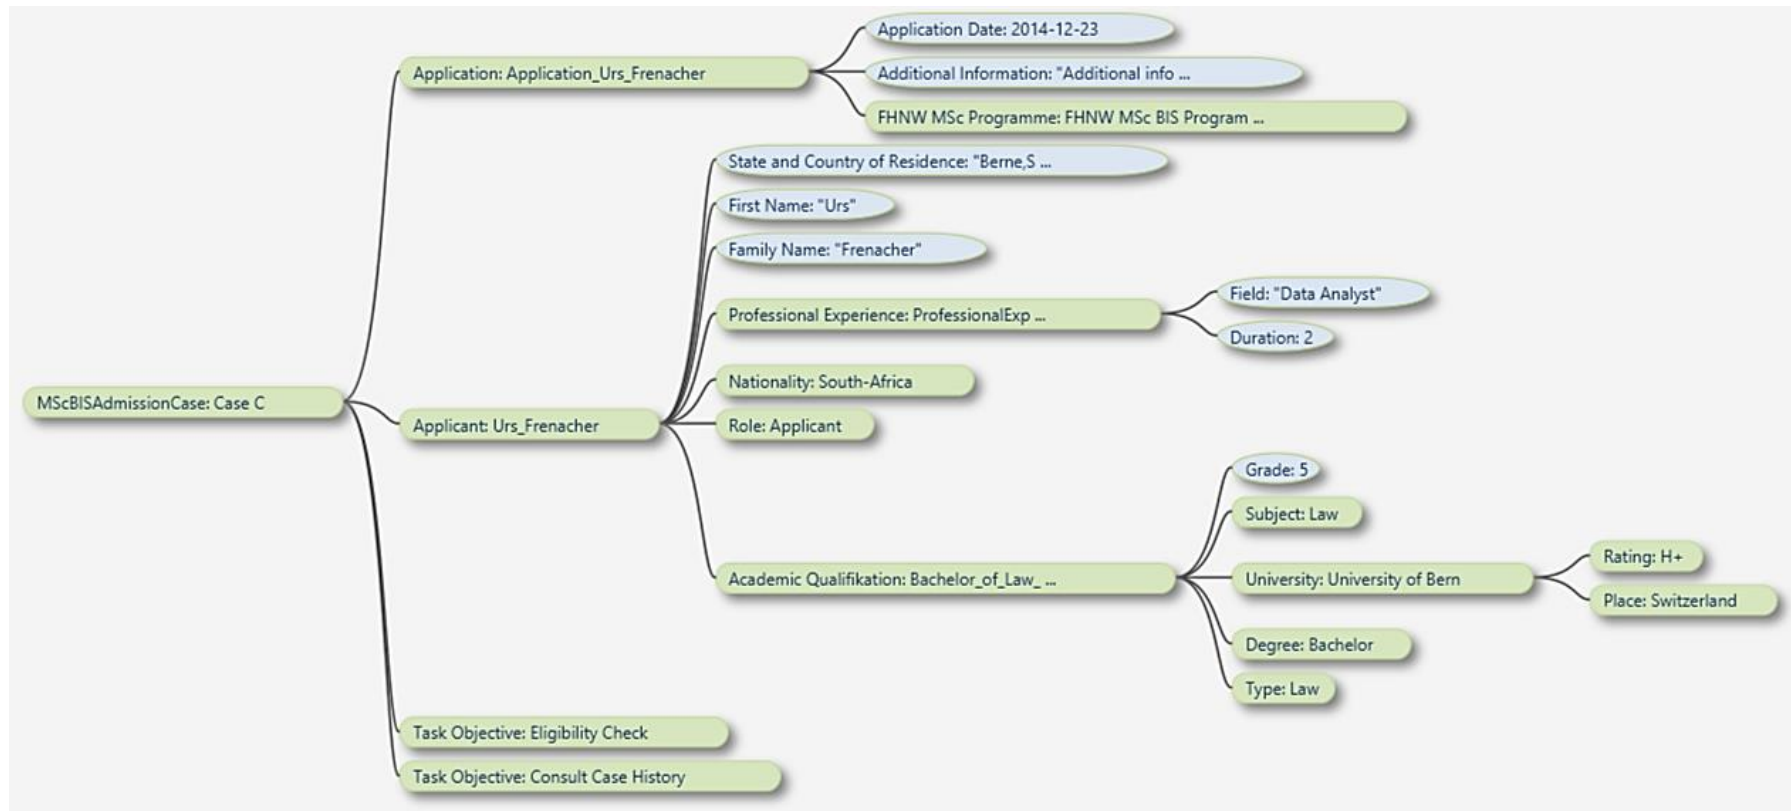 Application Date: 2014-12-23
Application: Application_Urs_Frenacher
Additional Information: "Additional info ...
FHNW MSc Programme: FHNW MSc BIS Program ...
State and Country of Residence: "Berne,S ...
First Name: "Urs"
Family Name: "Frenacher"
Professional Experience: ProfessionalExp ...
Field: "Data Analyst"
Duration: 2
Nationality: South-Africa
MScBISAdmissionCase: Case C
Applicant: Urs_Frenacher
Role: Applicant
Grade: 5
Subject: Law
Academic Qualifikation: Bachelor_of_Law_ ...
University: University of Bern
Rating: H+
Place: Switzerland
Degree: Bachelor
Type: Law
Task Objective: Eligibility Check
Task Objective: Consult Case History